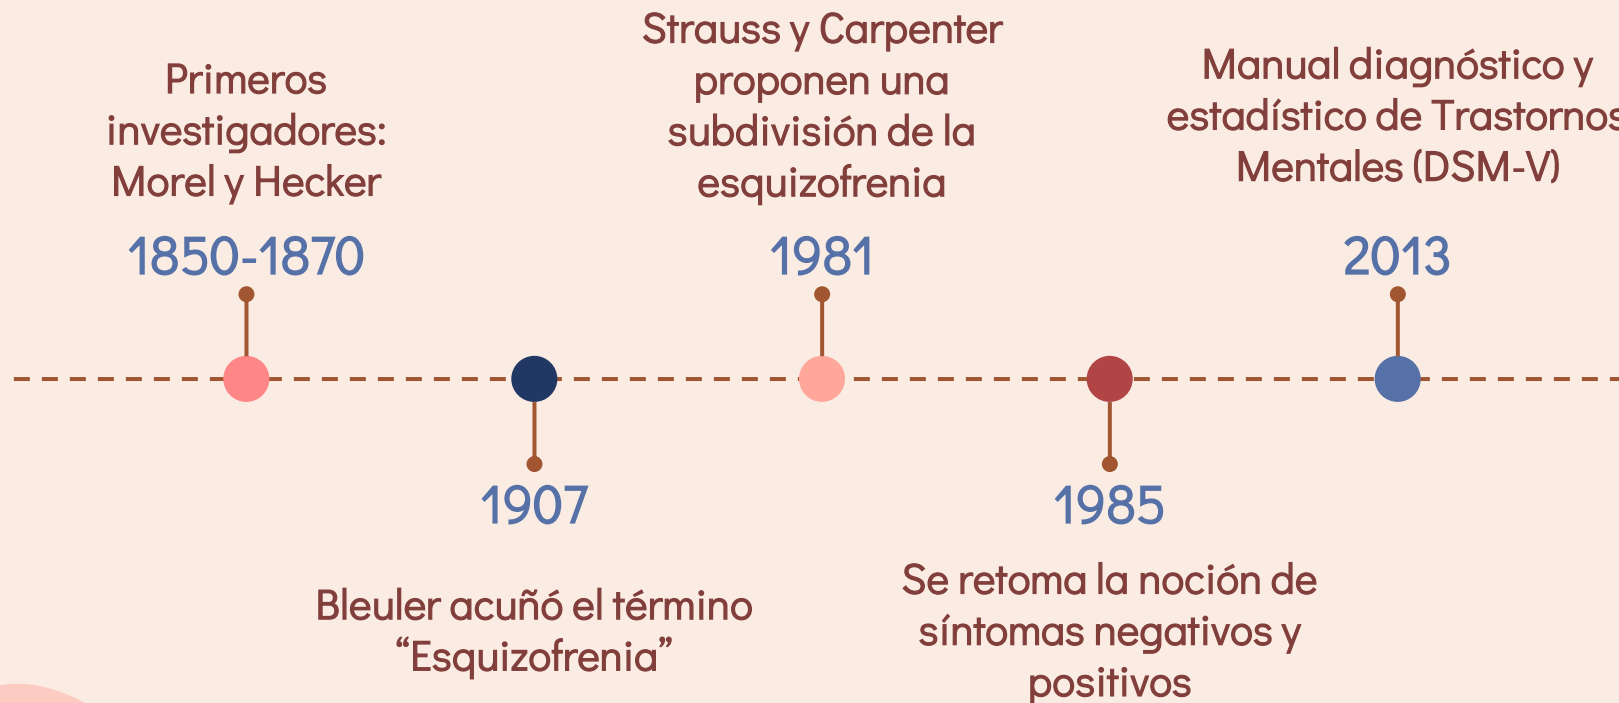 Primeros
investigadores:
Morel y Hecker
1850-1870
Bleuler acuñó el término
“Esquizofrenia”
1907
Strauss y Carpenter
proponen una
subdivisión de la
esquizofrenia
1981
1985
Se retoma la noción de
síntomas negativos y
positivos
Manual diagnóstico y
estadístico de Trastornos
Mentales (DSM-V)
2013